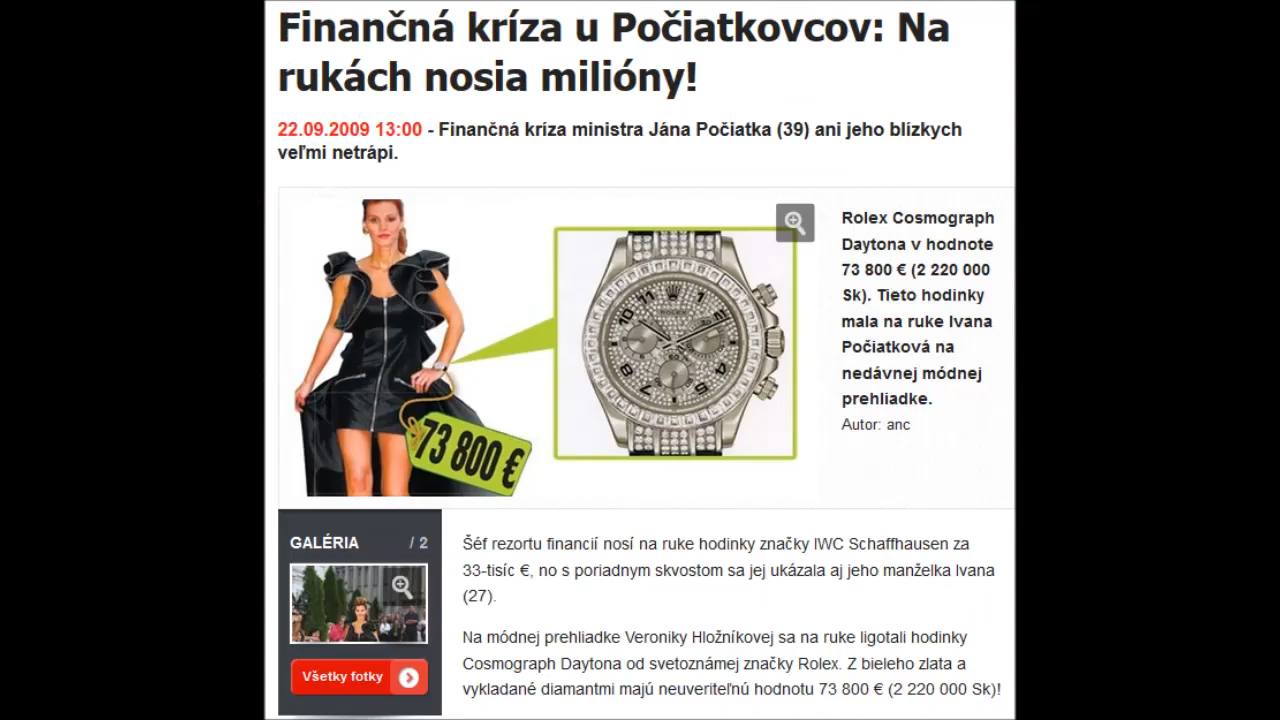 Finančná kríza u Počiatkovcov: Na
rukách nosia milióny!
22.09.2009 13:00 - Finančná kríza ministra Jána Počiatka (39) ani jeho blízkych
veľmi netrápi.
73 800 €
ROLEX
Rolex Cosmograph
Daytona v hodnote
73 800 € (2 220 000
Sk). Tieto hodinky
mala na ruke Ivana
Počiatková na
nedávnej módnej
prehliadke.
Autor: anc
GALÉRIA / 2
Všetky fotky
Šéf rezortu financií nosí na ruke hodinky značky IWC Schaffhausen za
33-tisíc €, no s poriadnym skvostom sa jej ukázala aj jeho manželka Ivana
(27).
Na módnej prehliadke Veroniky Hložníkovej sa na ruke ligotali hodinky
Cosmograph Daytona od svetoznámej značky Rolex. Z bieleho zlata a
vykladané diamantmi majú neuveriteľnú hodnotu 73 800 € (2 220 000 Sk)!